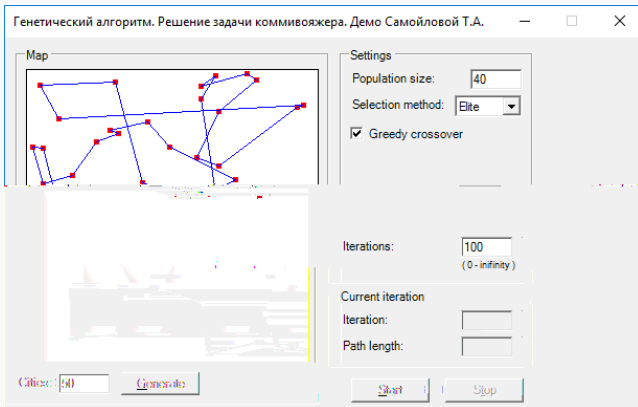 Генетический алгоритм. Решение задачи коммивояжера. Демо Самойловой Т.А.
Map
Settings
Population size: 40
Selection method: Elite
Greedy crossover
Iterations: 100
( 0 - inifinity )
Current iteration
Iteration:
Path length:
Cities: 50 Generate
Start Stop